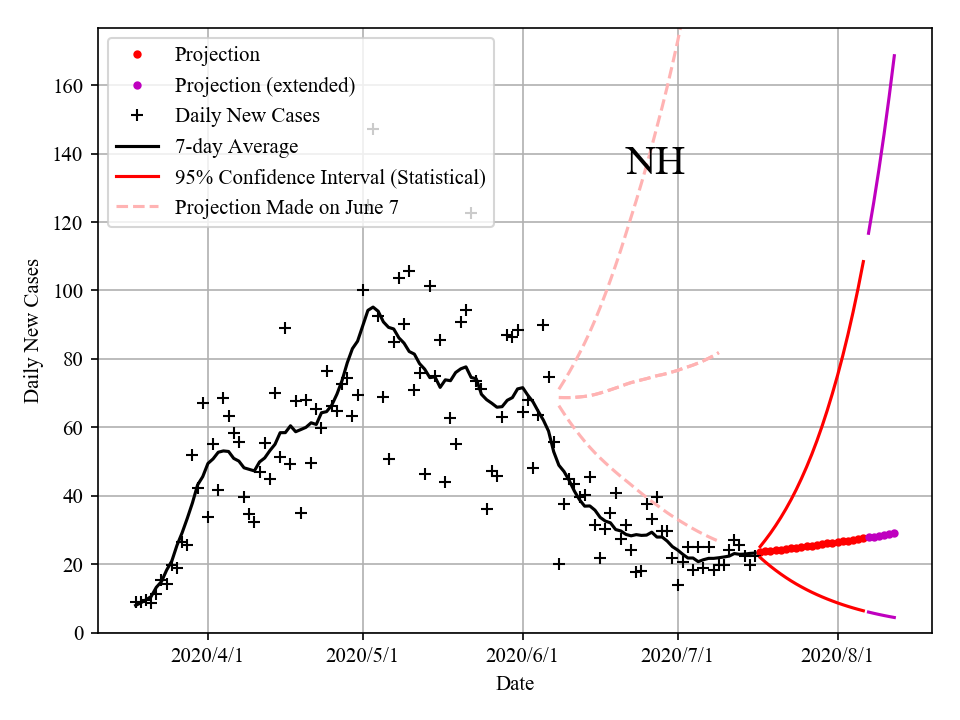 Projection
Projection (extended)
Daily New Cases
7-day Average
95% Confidence Interval (Statistical)
Projection Made on June 7
NH
Daily New Cases
160
140
120
100
80
60
40
20
0
2020/4/1 2020/5/1 2020/6/1 2020/7/1 2020/8/1
Date